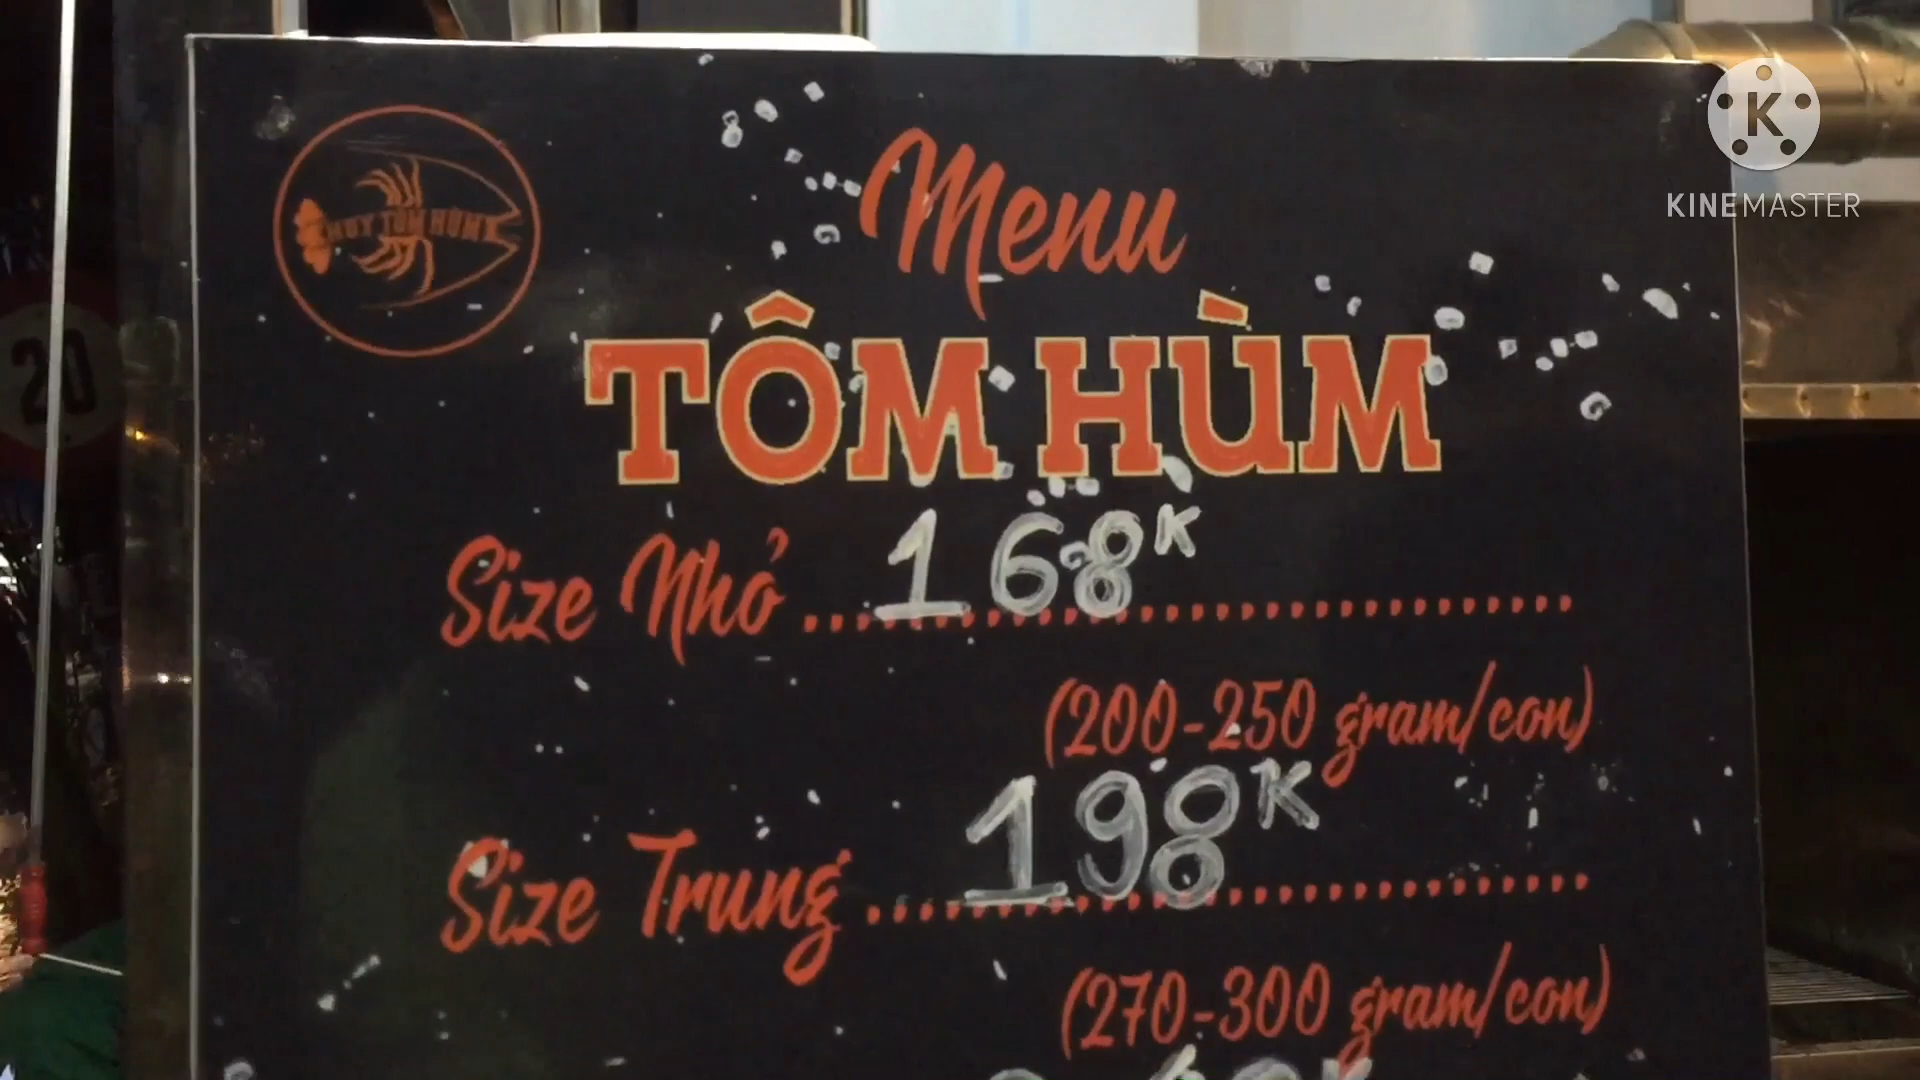 KINEMASTER
Menu
TÔM HÙM
Size Nhỏ 168K
(200-250 gram/con)
Size Trung 198K
(270-300 gram/con)
20